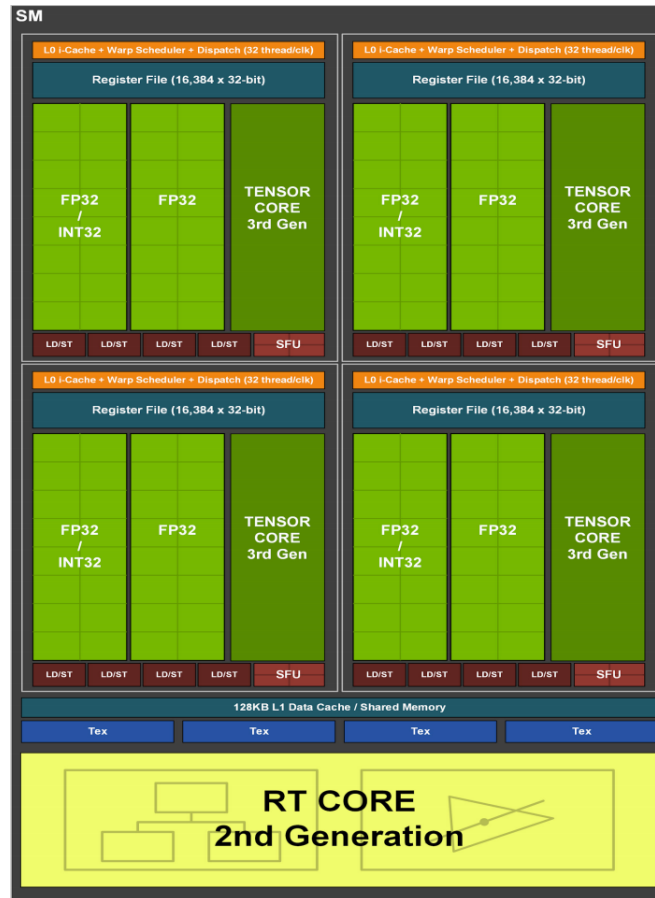 SM
L0 i-Cache + Warp Scheduler + Dispatch (32 thread/clk)
Register File (16,384 x 32-bit)
FP32
/
INT32
FP32
TENSOR
CORE
3rd Gen
LD/ST LD/ST LD/ST LD/ST SFU
L0 i-Cache + Warp Scheduler + Dispatch (32 thread/clk)
Register File (16,384 x 32-bit)
FP32
/
INT32
FP32
TENSOR
CORE
3rd Gen
LD/ST LD/ST LD/ST LD/ST SFU
L0 i-Cache + Warp Scheduler + Dispatch (32 thread/clk)
Register File (16,384 x 32-bit)
FP32
/
INT32
FP32
TENSOR
CORE
3rd Gen
LD/ST LD/ST LD/ST LD/ST SFU
L0 i-Cache + Warp Scheduler + Dispatch (32 thread/clk)
Register File (16,384 x 32-bit)
FP32
/
INT32
FP32
TENSOR
CORE
3rd Gen
LD/ST LD/ST LD/ST LD/ST SFU
128KB L1 Data Cache / Shared Memory
Tex Tex Tex Tex
RT CORE
2nd Generation